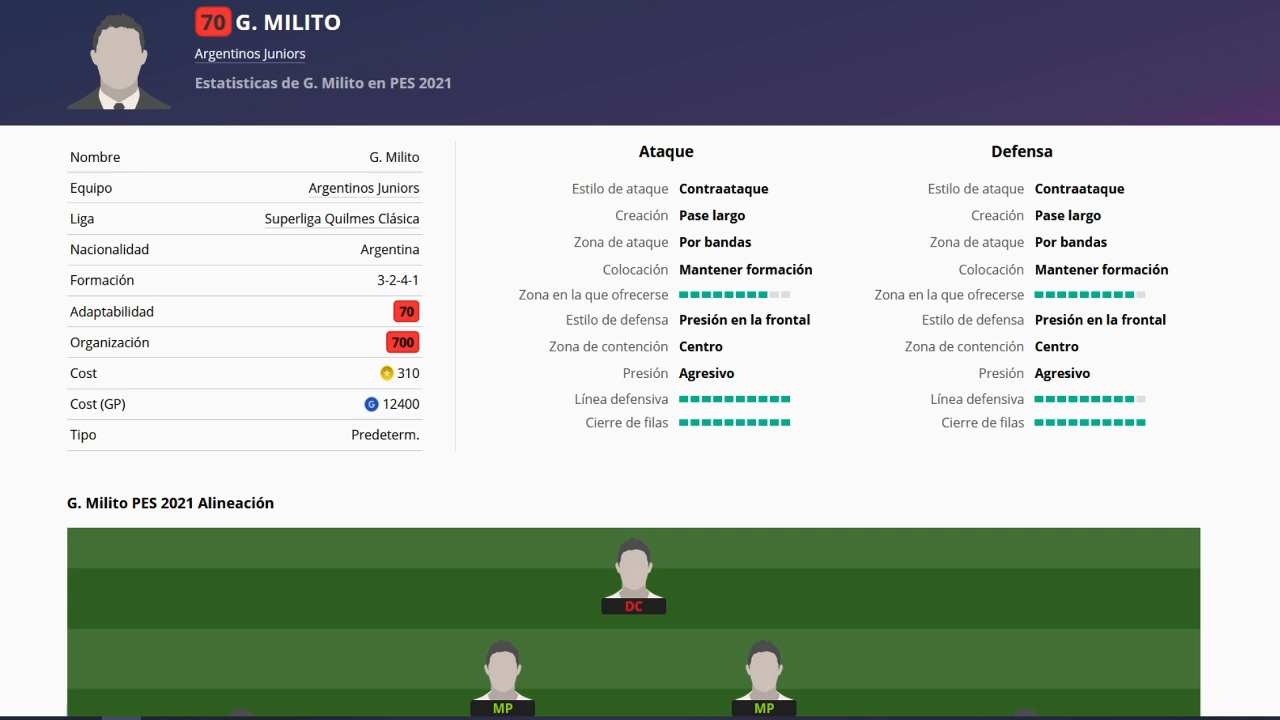 70 G. MILITO
Argentinos Juniors
Estatisticas de G. Milito en PES 2021
Nombre G. Milito
Equipo Argentinos Juniors
Liga Superliga Quilmes Clásica
Nacionalidad Argentina
Formación 3-2-4-1
Adaptabilidad 70
Organización 700
Cost 310
Cost (GP) G 12400
Tipo Predeterm.
Ataque
Estilo de ataque Contraataque
Creación Pase largo
Zona de ataque Por bandas
Colocación Mantener formación
Zona en la que ofrecerse
Estilo de defensa Presión en la frontal
Zona de contención Centro
Presión Agresivo
Línea defensiva
Cierre de filas
Defensa
Estilo de ataque Contraataque
Creación Pase largo
Zona de ataque Por bandas
Colocación Mantener formación
Zona en la que ofrecerse
Estilo de defensa Presión en la frontal
Zona de contención Centro
Presión Agresivo
Línea defensiva
Cierre de filas
G. Milito PES 2021 Alineación
DC
MP MP